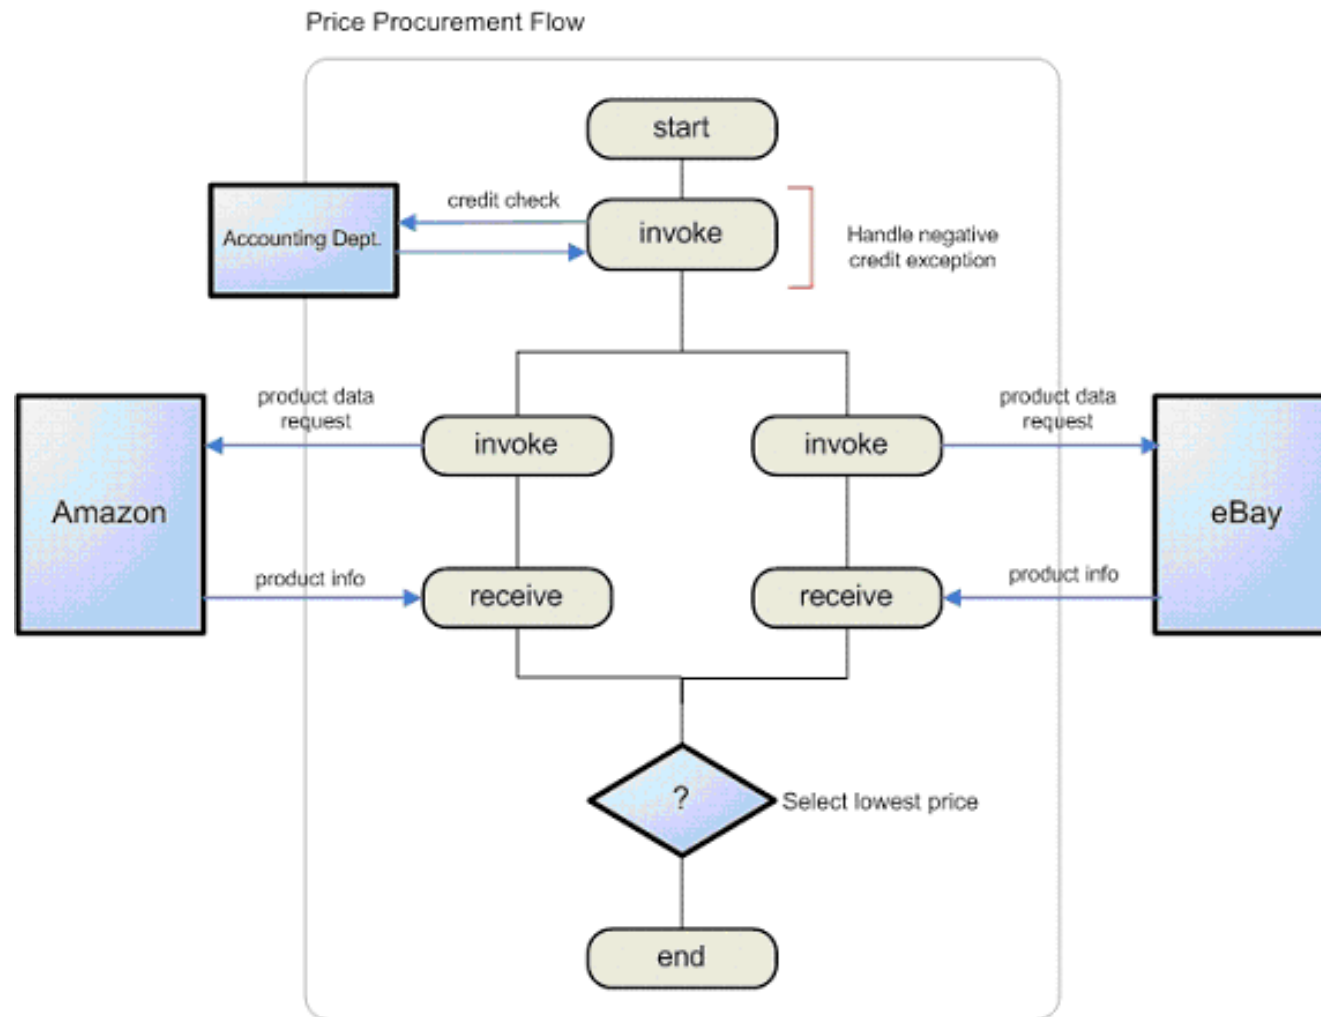 Price Procurement Flow
start
credit check
Accounting Dept.
invoke
Handle negative
credit exception
product data
request
product data
request
invoke
invoke
Amazon
eBay
product info
product info
receive
receive
?
Select lowest price
end